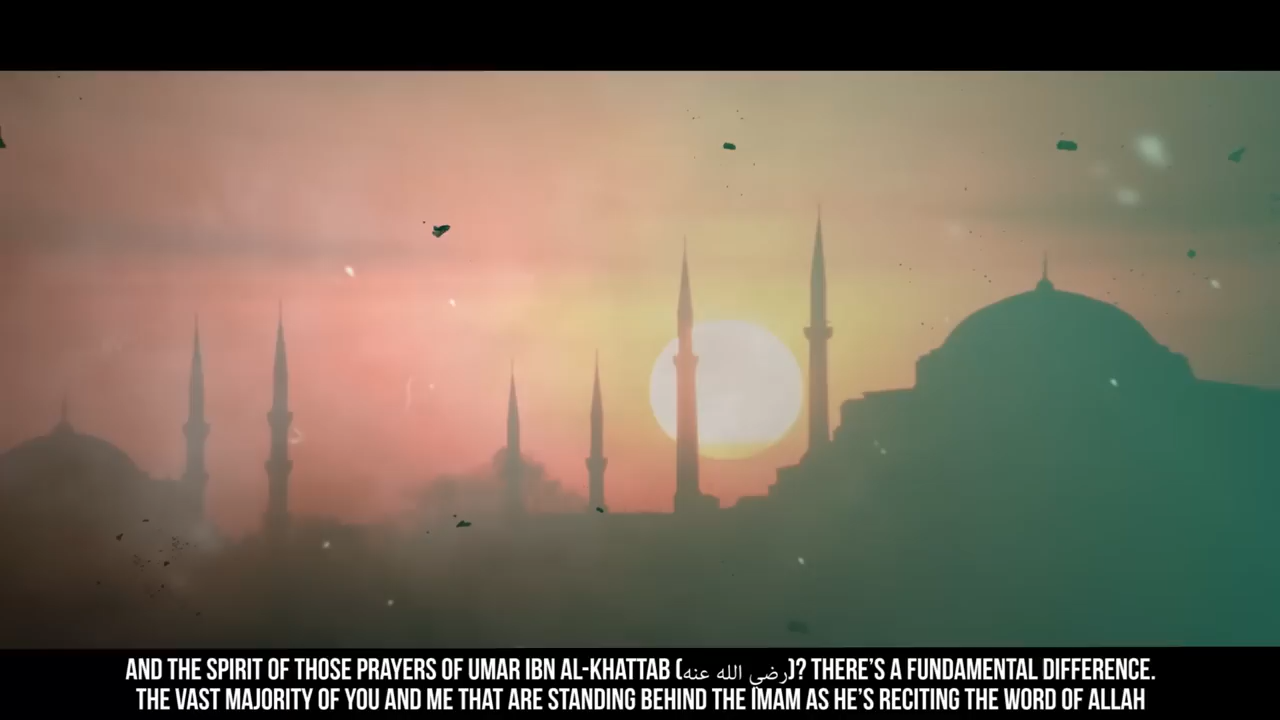 AND THE SPIRIT OF THOSE PRAYERS OF UMAR IBN AL-KHATTAB (رضي الله عنه)? THERE'S A FUNDAMENTAL DIFFERENCE.
THE VAST MAJORITY OF YOU AND ME THAT ARE STANDING BEHIND THE IMAM AS HE'S RECITING THE WORD OF ALLAH